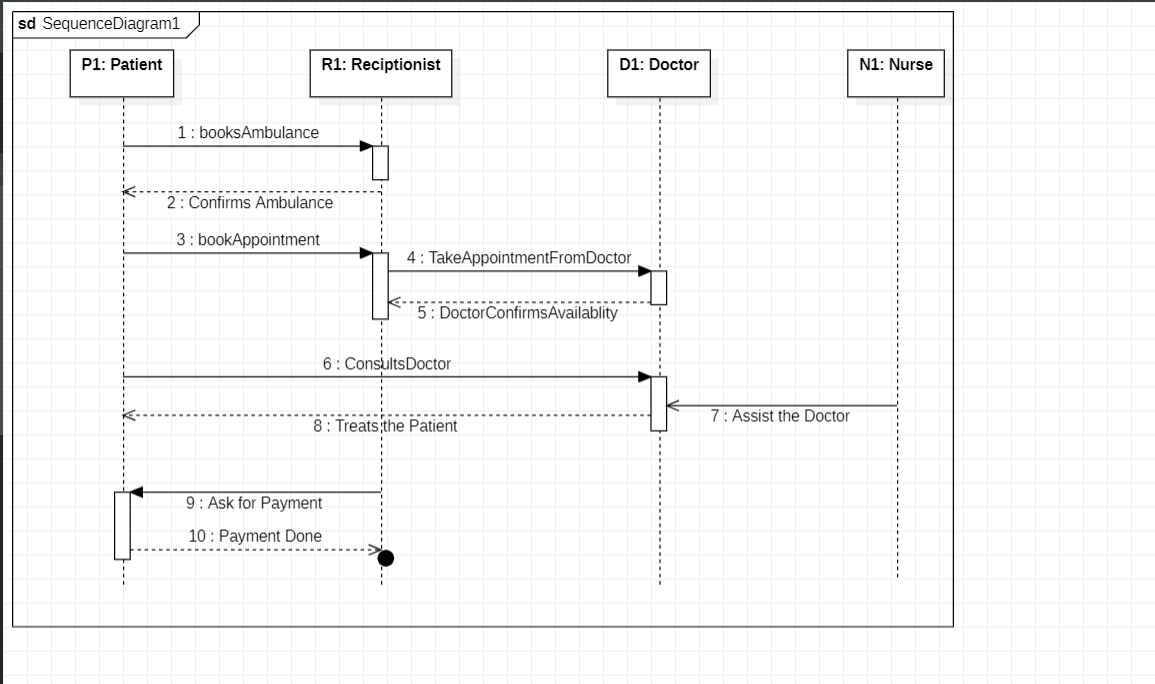 sd SequenceDiagram1
P1: Patient
R1: Reciptionist
D1: Doctor
N1: Nurse
1 : booksAmbulance
2 : Confirms Ambulance
3 : bookAppointment
4 : TakeAppointmentFromDoctor
5 : DoctorConfirmsAvailablity
6 : ConsultsDoctor
7 : Assist the Doctor
8 : Treats the Patient
9 : Ask for Payment
10 : Payment Done